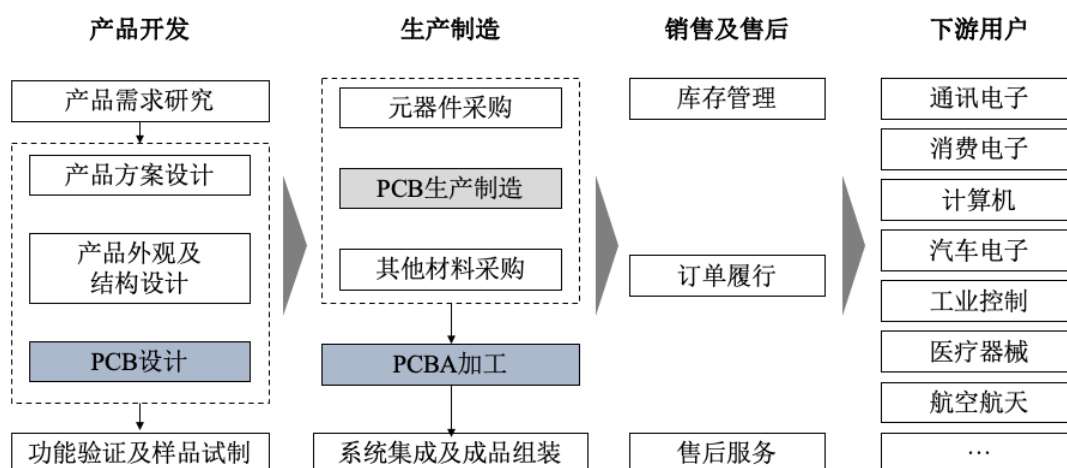 产品开发
产品需求研究
产品方案设计
产品外观及
结构设计
PCB设计
功能验证及样品试制
生产制造
元器件采购
PCB生产制造
其他材料采购
PCBA加工
系统集成及成品组装
销售及售后
库存管理
订单履行
售后服务
下游用户
通讯电子
消费电子
计算机
汽车电子
工业控制
医疗器械
航空航天
…